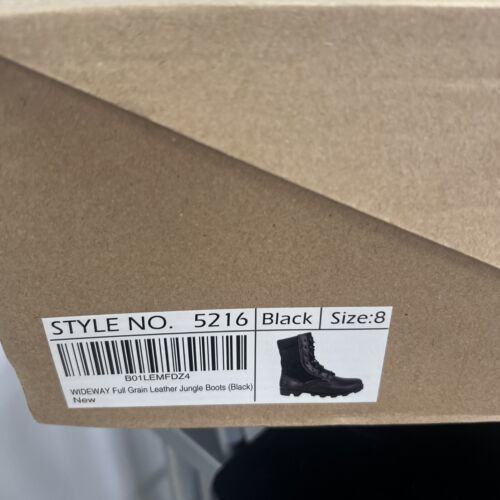 STYLE NO. 5216 Black Size:8
B01LEMFDZ4
WIDEWAY Full Grain Leather Jungle Boots (Black)
New